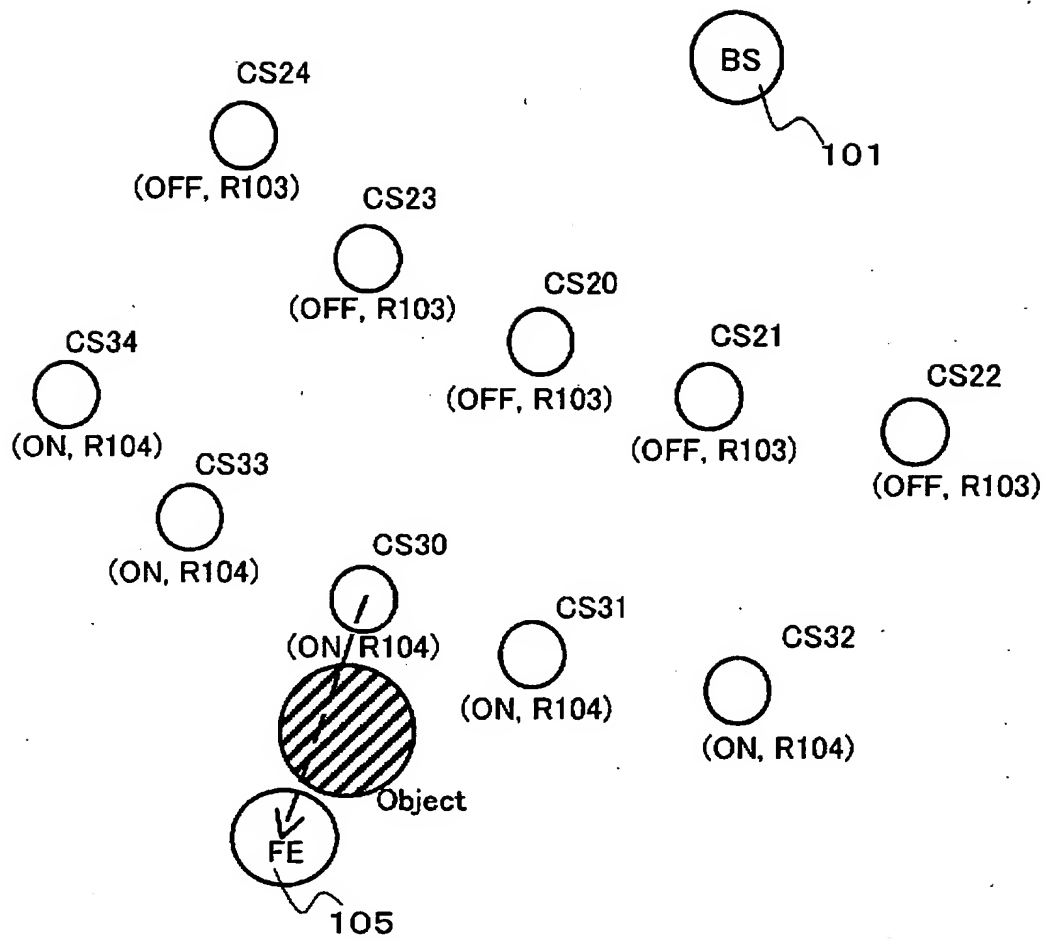 BS
101
CS24
(OFF, R103)
CS23
(OFF, R103)
CS20
(OFF, R103)
CS21
(OFF, R103)
CS22
(OFF, R103)
CS34
(ON, R104)
CS33
(ON, R104)
CS30
(ON, R104)
CS31
(ON, R104)
CS32
(ON, R104)
Object
FE
105